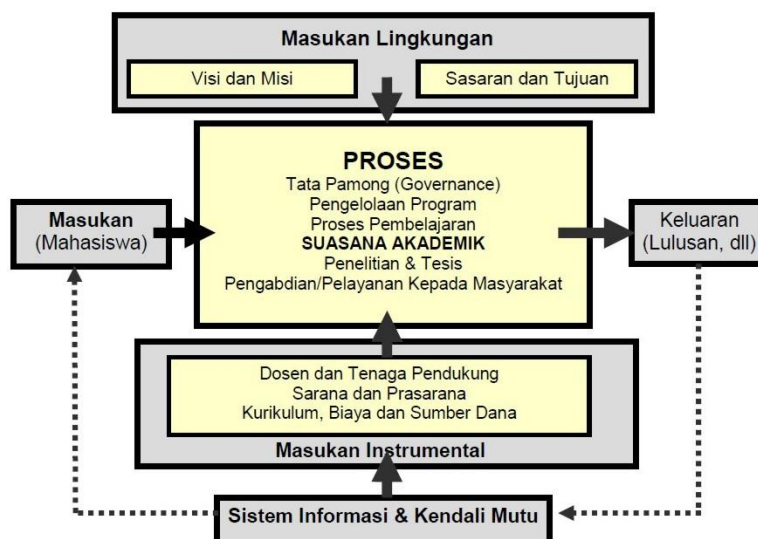 Masukan Lingkungan
Visi dan Misi
Sasaran dan Tujuan
PROSES
Tata Pamong (Governance)
Pengelolaan Program
Proses Pembelajaran
SUASANA AKADEMIK
Penelitian & Tesis
Pengabdian/Pelayanan Kepada Masyarakat
Masukan
(Mahasiswa)
Keluaran
(Lulusan, dll)
Dosen dan Tenaga Pendukung
Sarana dan Prasarana
Kurikulum, Biaya dan Sumber Dana
Masukan Instrumental
Sistem Informasi & Kendali Mutu